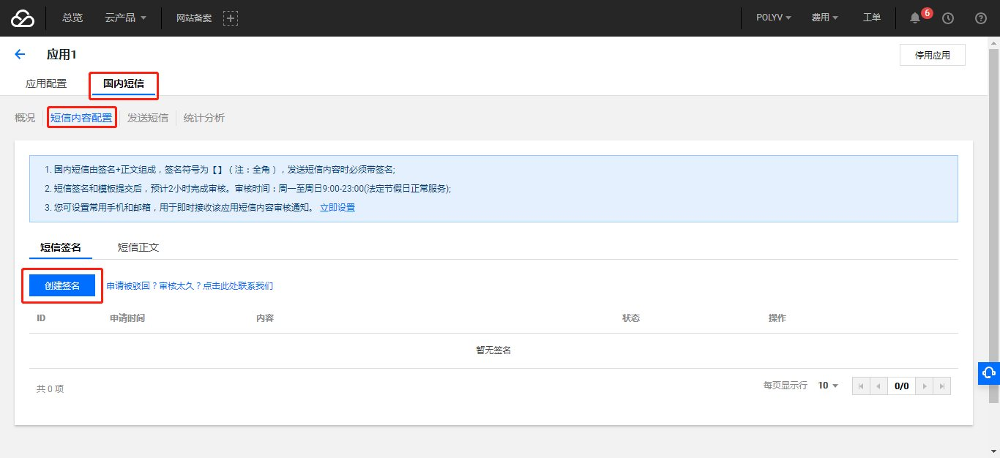 总览 云产品 网站备案 POLYV 费用 工单 6
应用1 停用应用
应用配置 国内短信
概况 短信内容配置 发送短信 统计分析
1. 国内短信由签名+正文组成，签名符号为【】（注：全角），发送短信内容时必须带签名;
2. 短信签名和模板提交后，预计2小时完成审核。审核时间：周一至周日9:00-23:00(法定节假日正常服务);
3. 您可设置常用手机和邮箱，用于即时接收该应用短信内容审核通知。 立即设置
短信签名 短信正文
创建签名 申请被驳回？审核太久？点击此处联系我们
ID 申请时间 内容 状态 操作
暂无签名
共 0 项 每页显示行 10 0/0